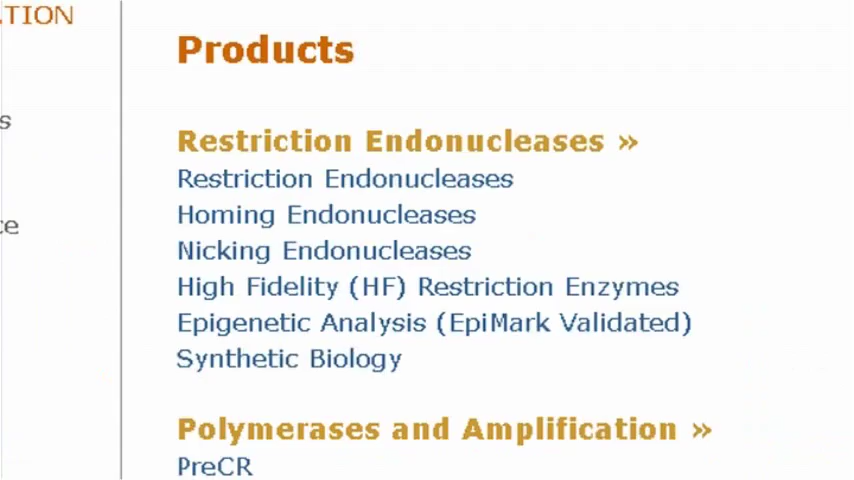 ATION
Products
Restriction Endonucleases »
Restriction Endonucleases
Homing Endonucleases
Nicking Endonucleases
High Fidelity (HF) Restriction Enzymes
Epigenetic Analysis (EpiMark Validated)
Synthetic Biology
Polymerases and Amplification »
PreCR